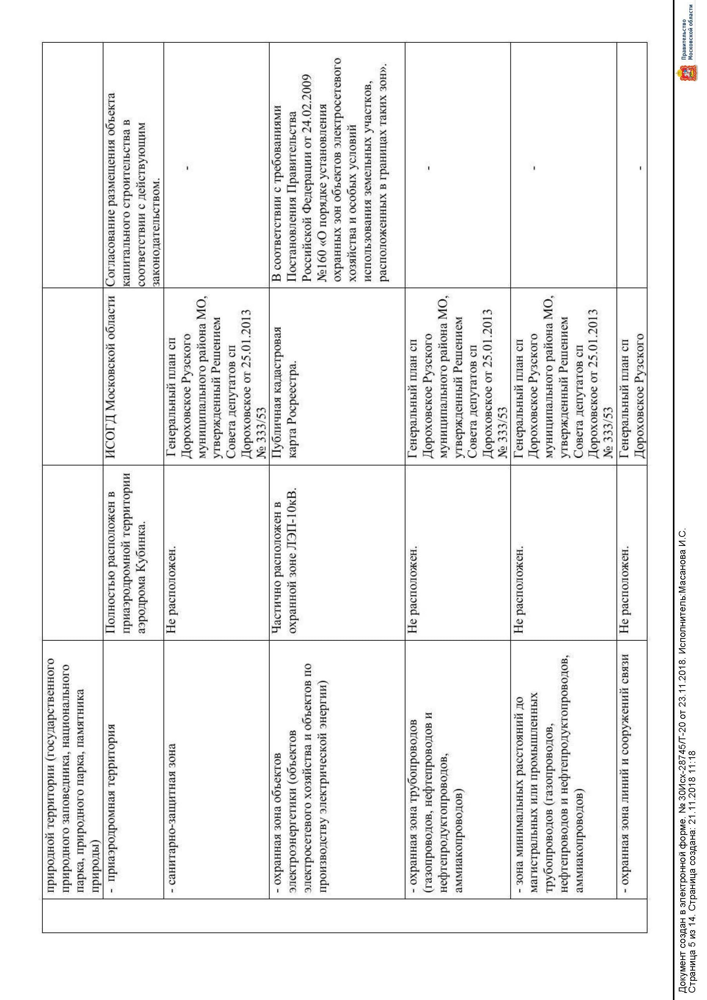 природной территории (государственного
природного заповедника, национального
парка, природного парка, памятника
природы)
- приаэродромная территория
Полностью расположен в
приаэродромной территории
аэродрома Кубинка.
ИСОГД Московской области
Согласование размещения объекта
капитального строительства в
соответствии с действующим
законодательством.
- санитарно-защитная зона
Не расположен.
Генеральный план сп
Дороховское Рузского
муниципального района МО,
утвержденный Решением
Совета депутатов сп
Дороховское от 25.01.2013
№ 333/53
-
- охранная зона объектов
электроэнергетики (объектов
электросетевого хозяйства и объектов по
производству электрической энергии)
Частично расположен в
охранной зоне ЛЭП-10кВ.
Публичная кадастровая
карта Росреестра.
В соответствии с требованиями
Постановления Правительства
Российской Федерации от 24.02.2009
№160 «О порядке установления
охранных зон объектов электросетевого
хозяйства и особых условий
использования земельных участков,
расположенных в границах таких зон».
- охранная зона трубопроводов
(газопроводов, нефтепроводов и
нефтепродуктопроводов,
аммиакопроводов)
Не расположен.
Генеральный план сп
Дороховское Рузского
муниципального района МО,
утвержденный Решением
Совета депутатов сп
Дороховское от 25.01.2013
№ 333/53
-
- зона минимальных расстояний до
магистральных или промышленных
трубопроводов (газопроводов,
нефтепроводов и нефтепродуктопроводов,
аммиакопроводов)
Не расположен.
Генеральный план сп
Дороховское Рузского
муниципального района МО,
утвержденный Решением
Совета депутатов сп
Дороховское от 25.01.2013
№ 333/53
-
- охранная зона линий и сооружений связи
Не расположен.
Генеральный план сп
Дороховское Рузского
-
Документ создан в электронной форме. № 30Исх-28745/Т-20 от 23.11.2018. Исполнитель:Масанова И.С.
Страница 5 из 14. Страница создана: 21.11.2018 11:18
Правительство
Московской области